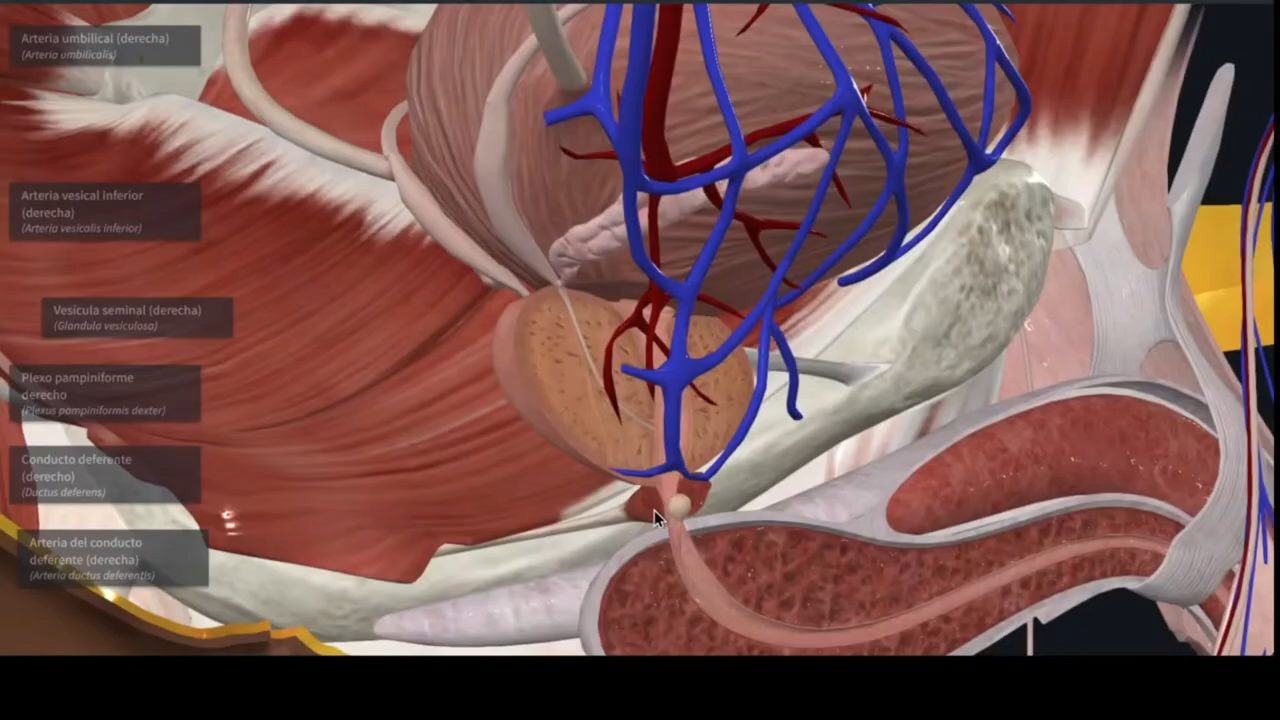 Arteria umbilical (derecha)
(Arteria umbilicalis)
Arteria vesical inferior
(derecha)
(Arteria vesicalis inferior)
Vesícula seminal (derecha)
(Glandula vesiculosa)
Plexo pampiniforme
derecho
(Plexus pampiniformis dexter)
Conducto deferente
(derecho)
(Ductus deferens)
Arteria del conducto
deferente (derecha)
(Arteria ductus deferentis)